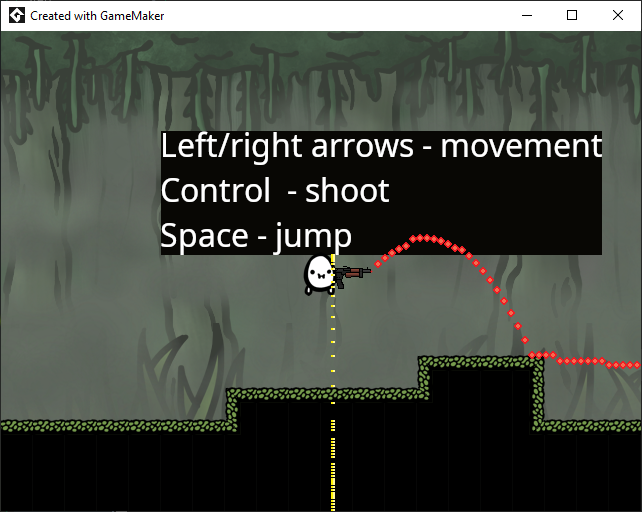 Created with GameMaker
Left/right arrows - movement
Control  - shoot
Space - jump